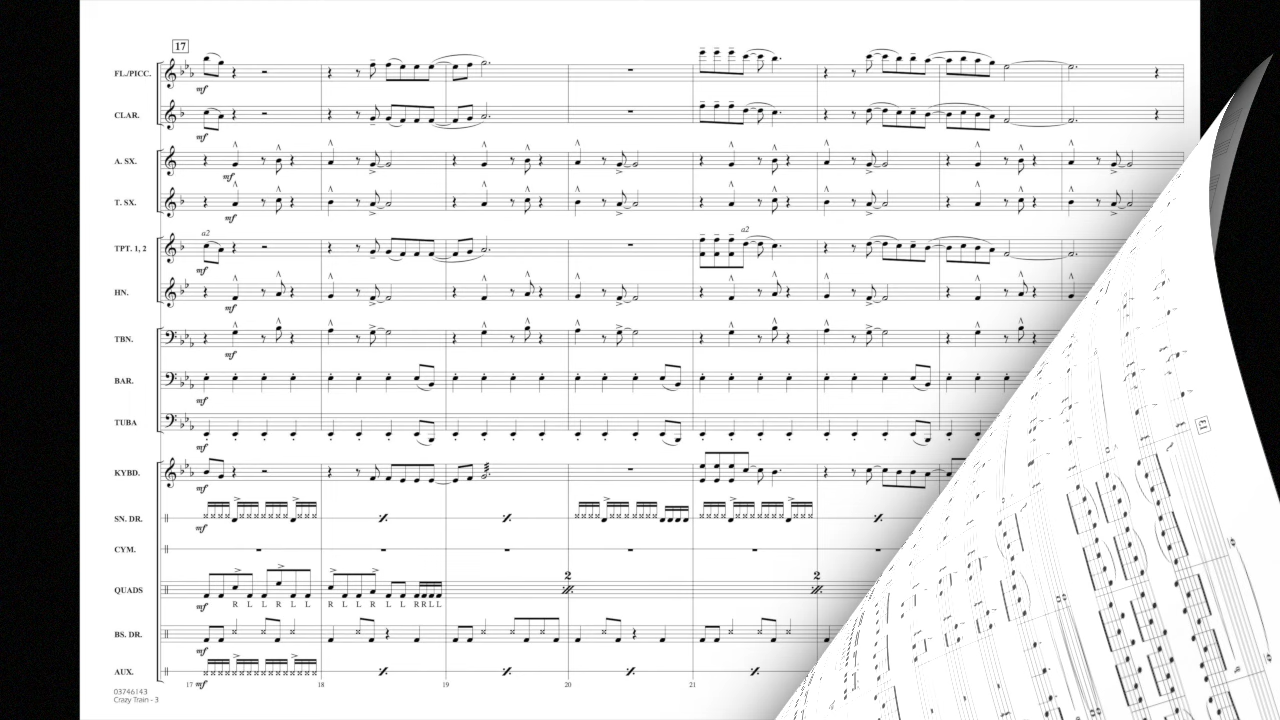 17
FL./PICC.
mf
CLAR.
mf
A. SX.
mf
T. SX.
mf
a2 a2
TPT. 1, 2
mf
HN.
mf
TBN.
mf
BAR.
mf
TUBA
mf
KYBD.
mf
SN. DR.
mf
CYM.
2 2
QUADS
mf R L L R L L R L L R L L R R L L
BS. DR.
mf
AUX.
17 mf 18 19 20 21
03746143
Crazy Train - 3